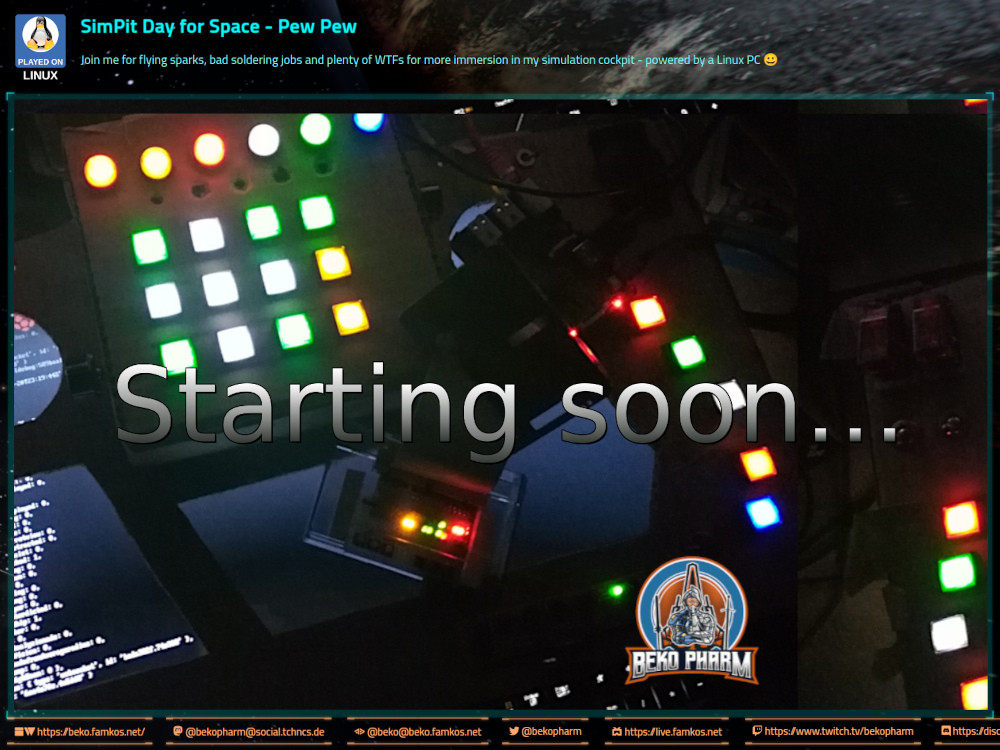 SimPit Day for Space - Pew Pew
Join me for flying sparks, bad soldering jobs and plenty of WTFs for more immersion in my simulation cockpit - powered by a Linux PC 😀
PLAYED ON
LINUX
Starting soon...
BEKO PHARM
https://beko.famkos.net/
@bekopharm@social.tchncs.de
@beko@beko.famkos.net
@bekopharm
https://live.famkos.net
https://www.twitch.tv/bekopharm